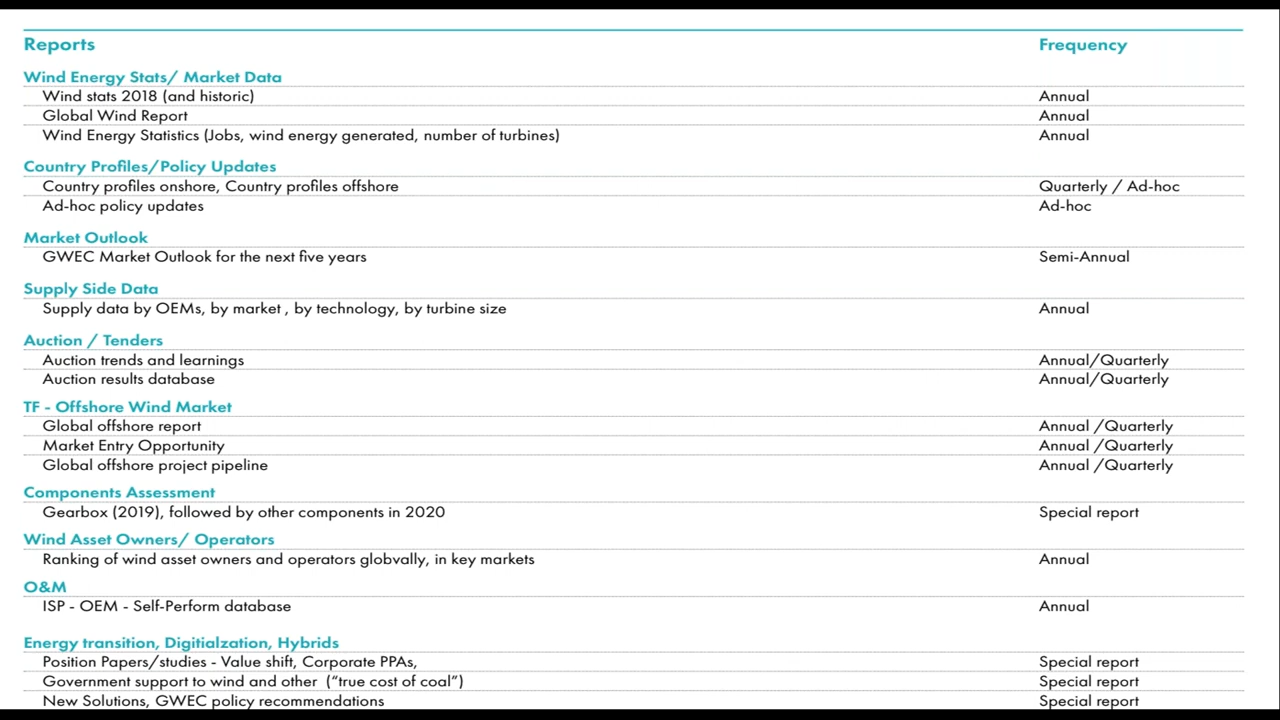 Reports Frequency
Wind Energy Stats/ Market Data
Wind stats 2018 (and historic) Annual
Global Wind Report Annual
Wind Energy Statistics (Jobs, wind energy generated, number of turbines) Annual
Country Profiles/Policy Updates
Country profiles onshore, Country profiles offshore Quarterly / Ad-hoc
Ad-hoc policy updates Ad-hoc
Market Outlook
GWEC Market Outlook for the next five years Semi-Annual
Supply Side Data
Supply data by OEMs, by market , by technology, by turbine size Annual
Auction / Tenders
Auction trends and learnings Annual/Quarterly
Auction results database Annual/Quarterly
TF - Offshore Wind Market
Global offshore report Annual /Quarterly
Market Entry Opportunity Annual /Quarterly
Global offshore project pipeline Annual /Quarterly
Components Assessment
Gearbox (2019), followed by other components in 2020 Special report
Wind Asset Owners/ Operators
Ranking of wind asset owners and operators globvally, in key markets Annual
O&M
ISP - OEM - Self-Perform database Annual
Energy transition, Digitialzation, Hybrids
Position Papers/studies - Value shift, Corporate PPAs, Special report
Government support to wind and other (“true cost of coal”) Special report
New Solutions, GWEC policy recommendations Special report